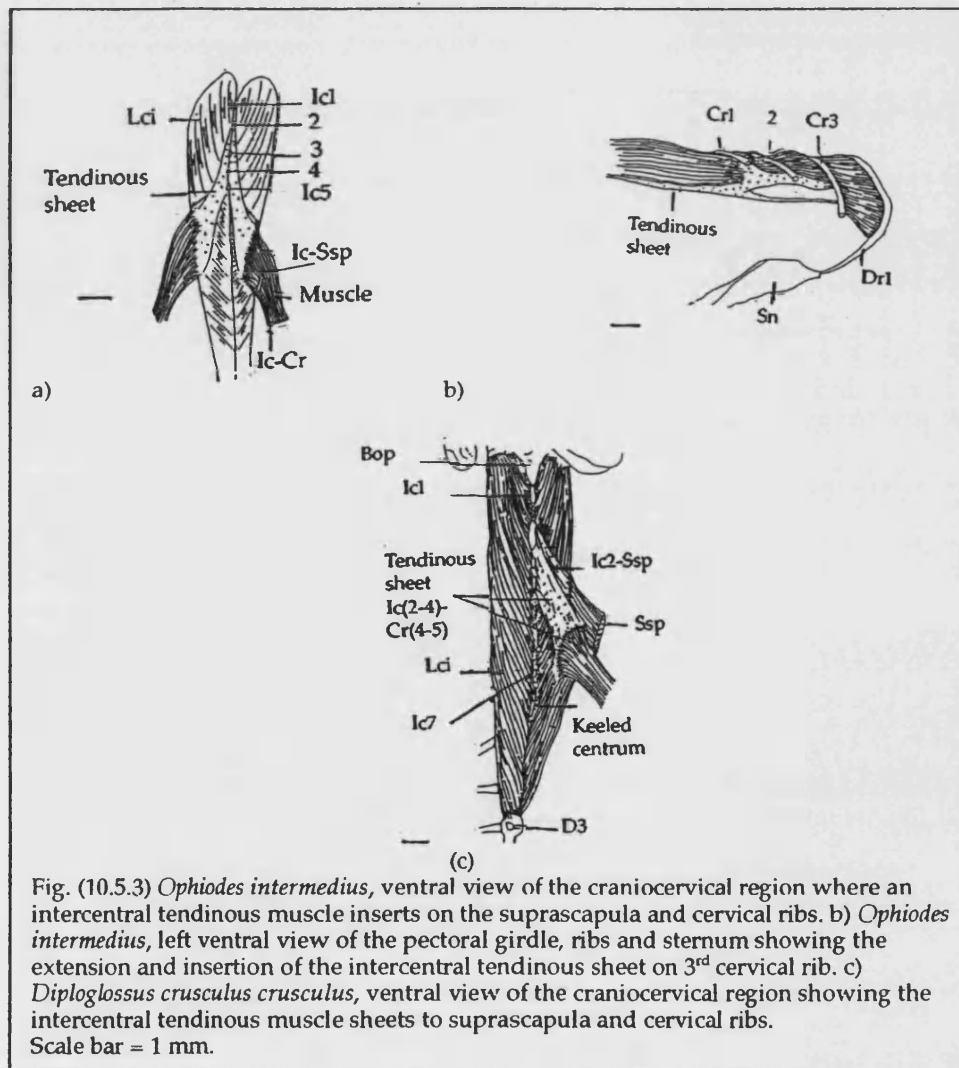 Ic1
Lci
2
3
4
Tendinous
sheet
Ic5
Ic-Ssp
Muscle
Ic-Cr
a)
Cr1 2 Cr3
Tendinous
sheet
Dr1
Sn
b)
Bop
Ic1
Tendinous
sheet
Ic(2-4)-
Cr(4-5)
Ic2-Ssp
Ssp
Lci
Ic7
Keeled
centrum
D3
(c)
Fig. (10.5.3) Ophiodes intermedius, ventral view of the craniocervical region where an
intercentral tendinous muscle inserts on the suprascapula and cervical ribs. b) Ophiodes
intermedius, left ventral view of the pectoral girdle, ribs and sternum showing the
extension and insertion of the intercentral tendinous sheet on 3rd cervical rib. c)
Diploglossus crusculus crusculus, ventral view of the craniocervical region showing the
intercentral tendinous muscle sheets to suprascapula and cervical ribs.
Scale bar = 1 mm.